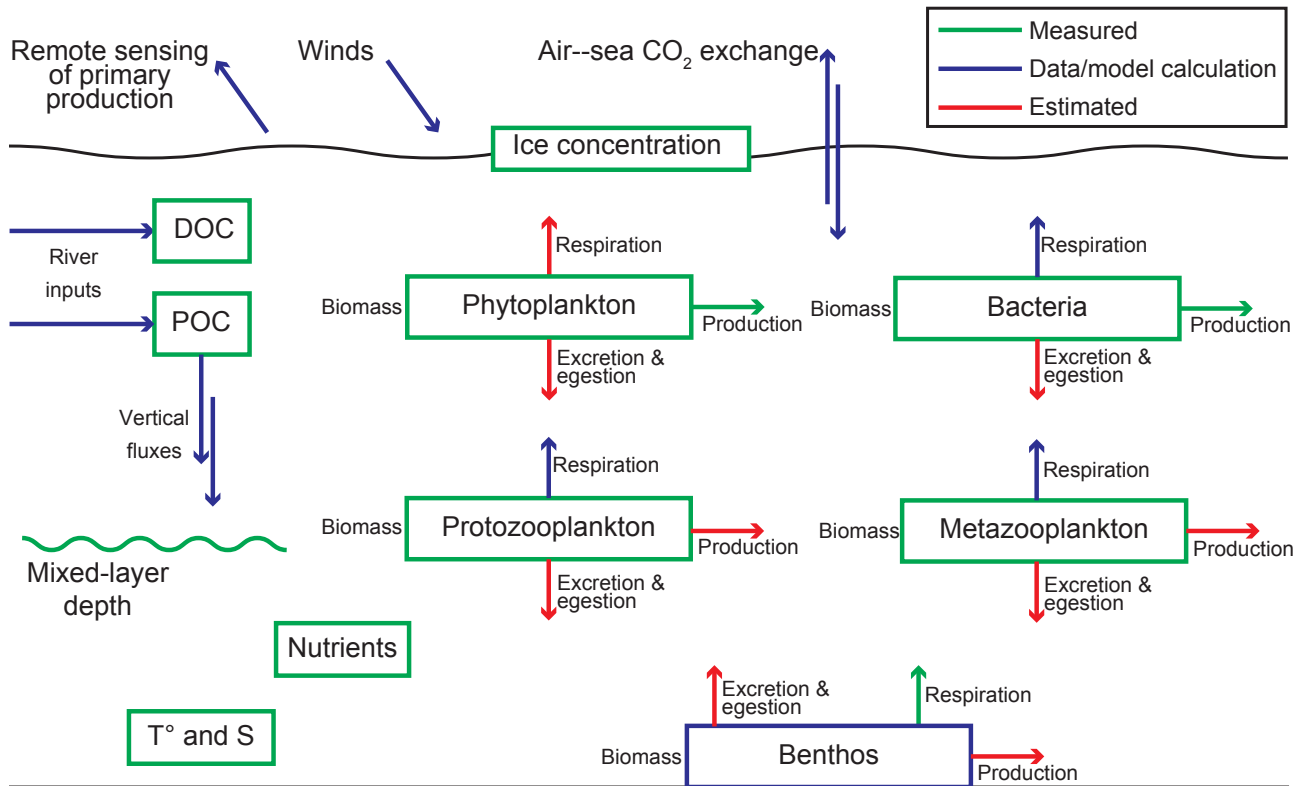 Remote sensing
of primary
production
Winds
Air--sea CO₂ exchange
Measured
Data/model calculation
Estimated
Ice concentration
DOC
River
inputs
POC
Vertical
fluxes
Mixed-layer
depth
Nutrients
T° and S
Respiration
Biomass
Phytoplankton
Production
Excretion &
egestion
Respiration
Biomass
Bacteria
Production
Excretion &
egestion
Respiration
Biomass
Protozooplankton
Production
Excretion &
egestion
Respiration
Biomass
Metazooplankton
Production
Excretion &
egestion
Excretion &
egestion
Respiration
Biomass
Benthos
Production